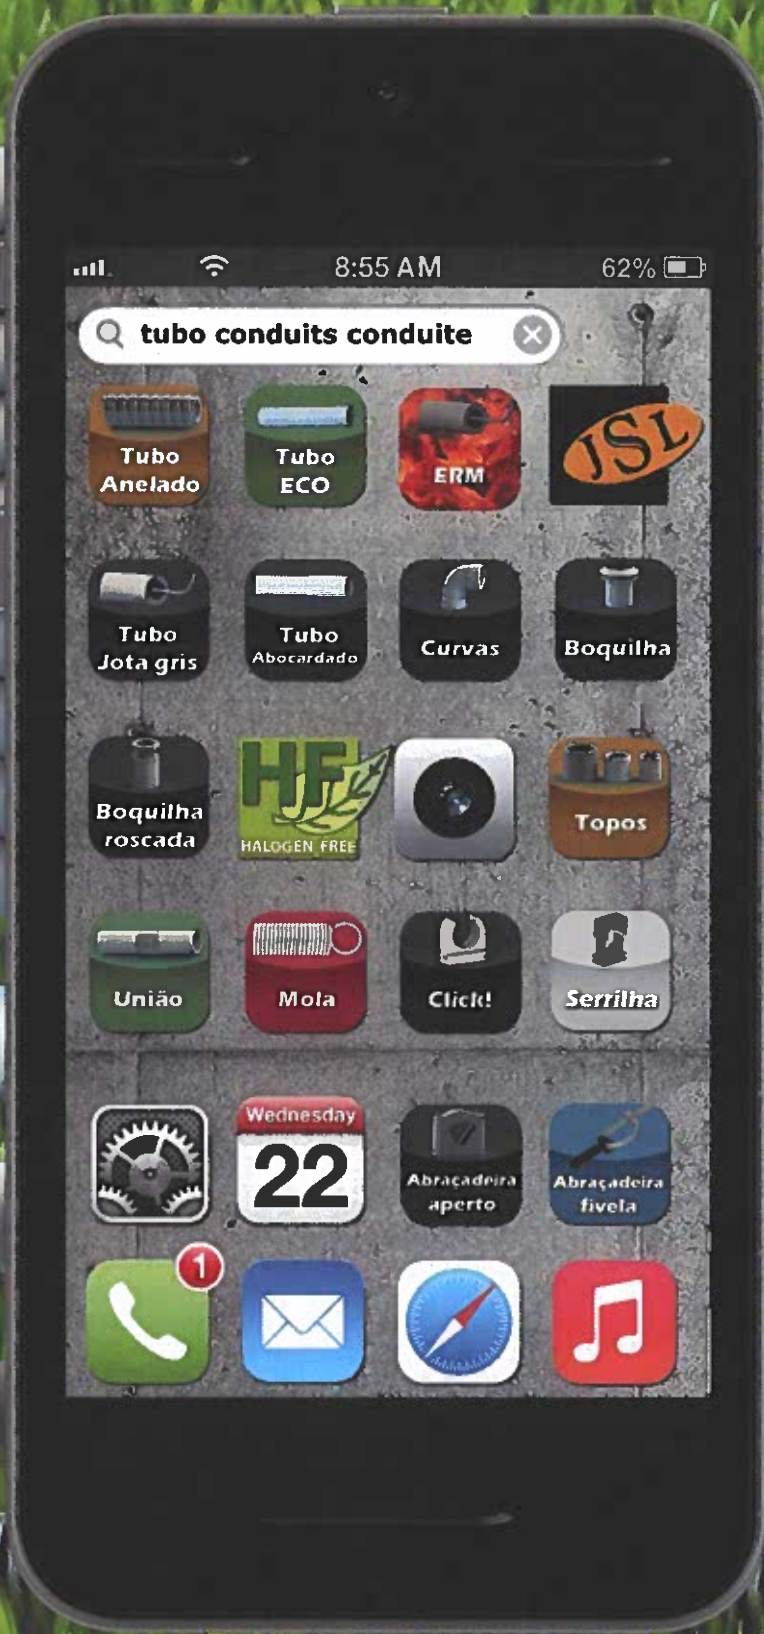 8:55 AM
62%
tubo conduits conduite
Tubo
Anelado
Tubo
ECO
ERM
JSL
Tubo
Jota gris
Tubo
Abocardado
Curvas
Boquilha
Boquilha
roscada
HJF
HALOGEN FREE
Topos
União
Mola
Click!
Serrilha
Wednesday
22
Abraçadeira
aperto
Abraçadeira
fivela
1